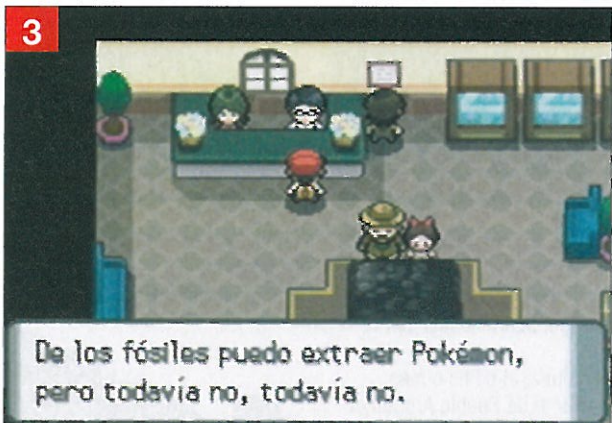 3
De los fósiles puedo extraer Pokémon,
pero todavía no, todavía no.